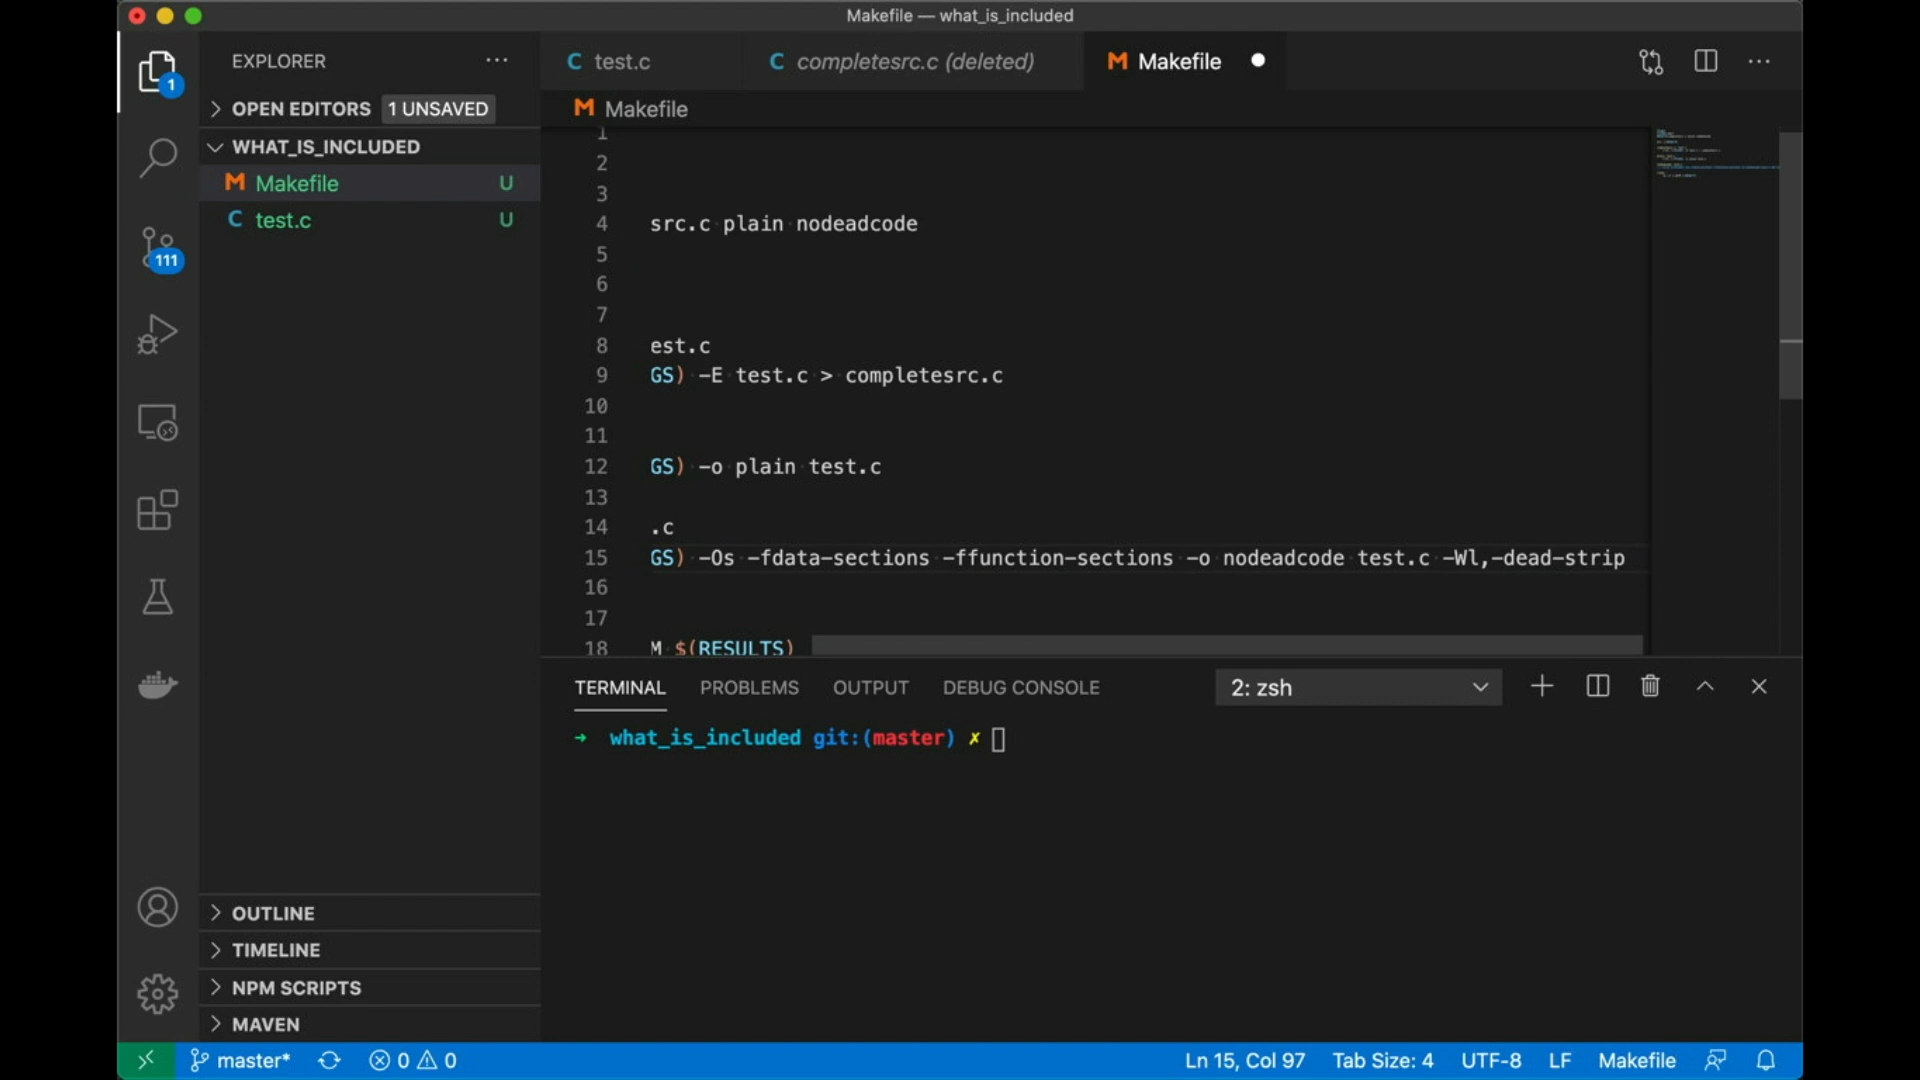 Makefile — what_is_included
EXPLORER
···
C test.c
C completesrc.c (deleted)
M Makefile
1
OPEN EDITORS 1 UNSAVED
M Makefile
WHAT_IS_INCLUDED
M Makefile U
C test.c U
111
1
2
3
4 src.c plain nodeadcode
5
6
7
8 est.c
9 GS) -E test.c > completesrc.c
10
11
12 GS) -o plain test.c
13
14 .c
15 GS) -Os -fdata-sections -ffunction-sections -o nodeadcode test.c -Wl,-dead-strip
16
17
18 M $(RESULTS)
TERMINAL PROBLEMS OUTPUT DEBUG CONSOLE 2: zsh
➜ what_is_included git:(master) ✗
OUTLINE
TIMELINE
NPM SCRIPTS
MAVEN
master* 0 0 Ln 15, Col 97 Tab Size: 4 UTF-8 LF Makefile